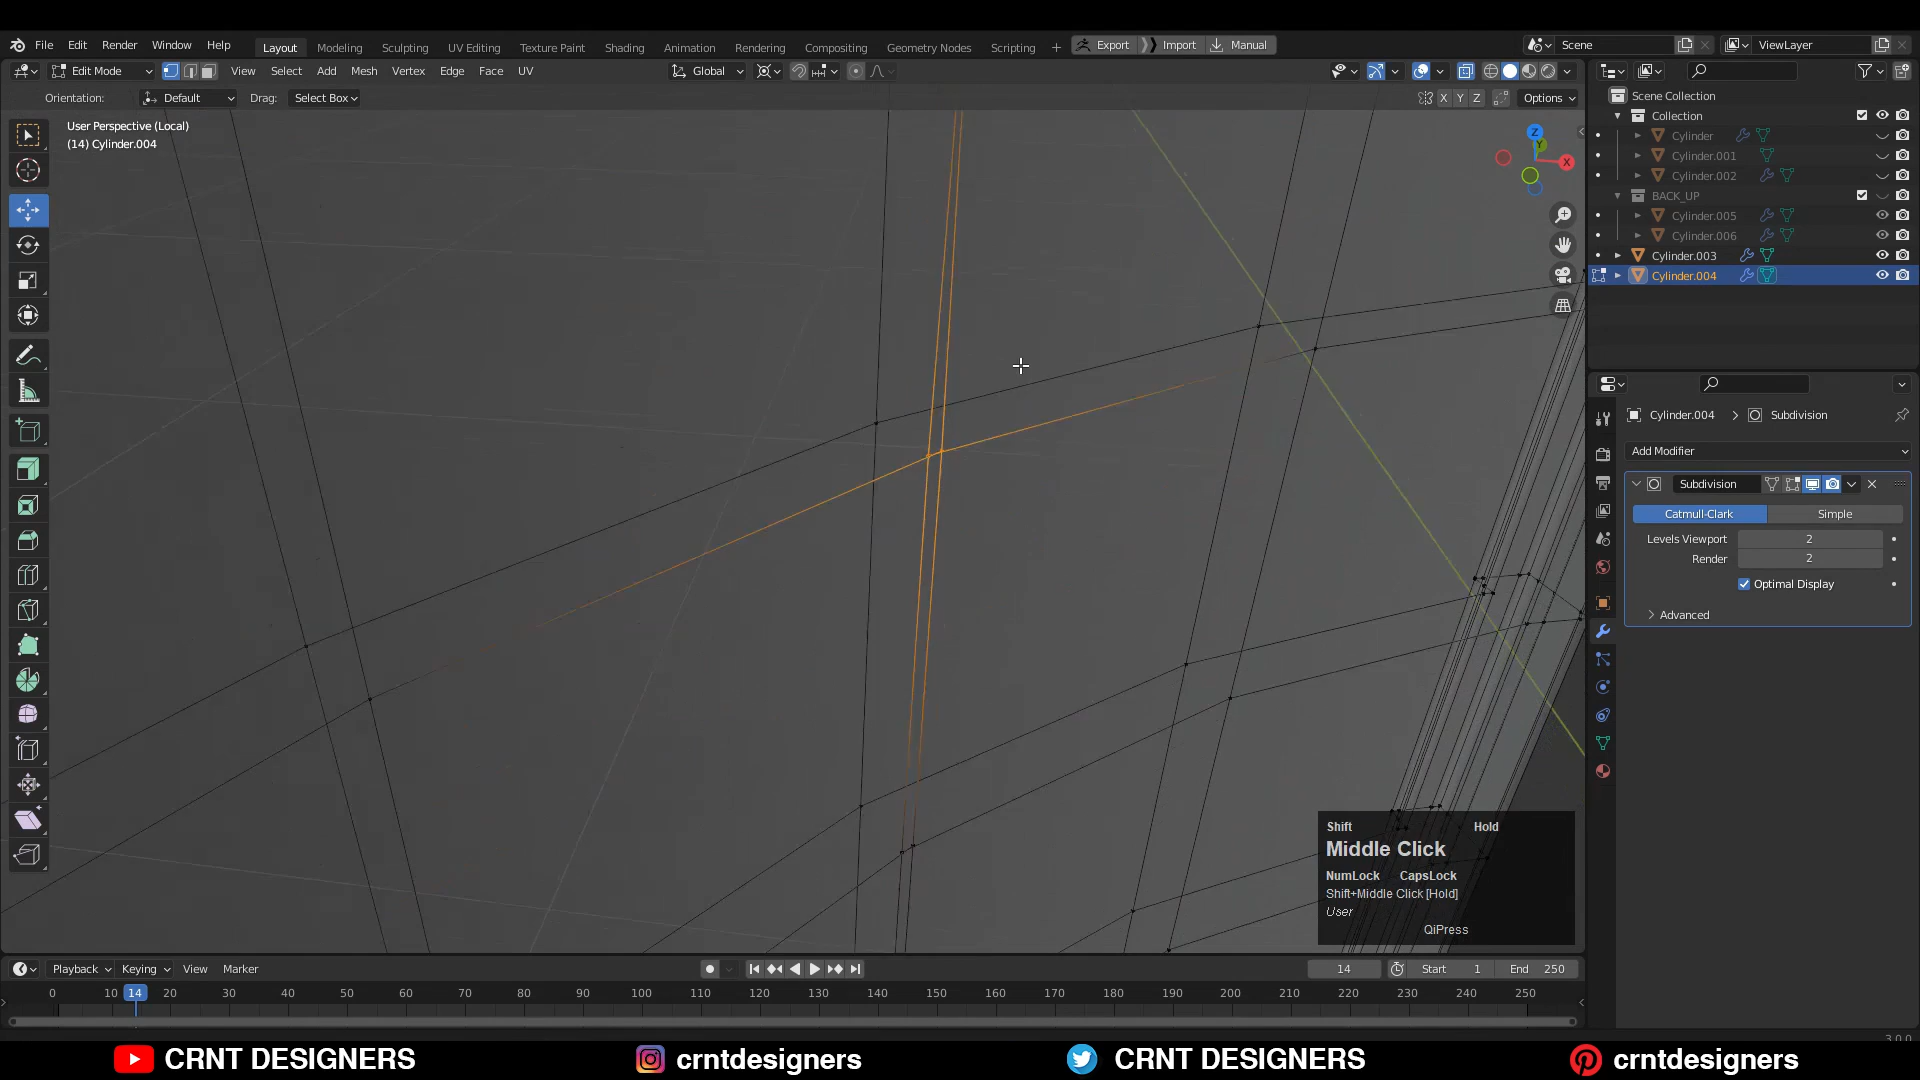 File Edit Render Window Help Layout Modeling Sculpting UV Editing Texture Paint Shading Animation Rendering Compositing Geometry Nodes Scripting + Export Import Manual Scene ViewLayer
Edit Mode View Select Add Mesh Vertex Edge Face UV Global
Orientation: Default Drag: Select Box X Y Z Options
User Perspective (Local)
(14) Cylinder.004
Z
Y
X
Scene Collection
Collection
Cylinder
Cylinder.001
Cylinder.002
BACK_UP
Cylinder.005
Cylinder.006
Cylinder.003
Cylinder.004
Cylinder.004 > Subdivision
Add Modifier
Subdivision
Catmull-Clark Simple
Levels Viewport 2
Render 2
Optimal Display
Advanced
Shift Hold
Middle Click
NumLock CapsLock
Shift+Middle Click [Hold]
User
QiPress
Playback Keying View Marker 14 Start 1 End 250
0 10 14 20 30 40 50 60 70 80 90 100 110 120 130 140 150 160 170 180 190 200 210 220 230 240 250
3.0.0
CRNT DESIGNERS crntdesigners CRNT DESIGNERS crntdesigners